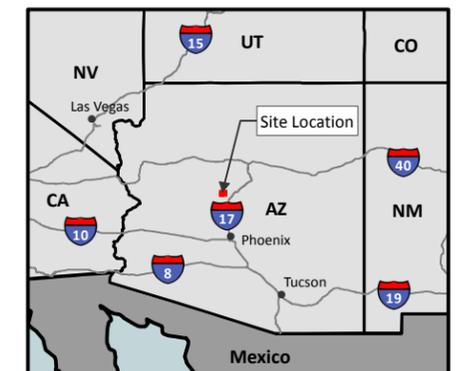 15
UT
CO
NV
Las Vegas
Site Location
40
CA
17
AZ
NM
10
Phoenix
8
Tucson
19
Mexico